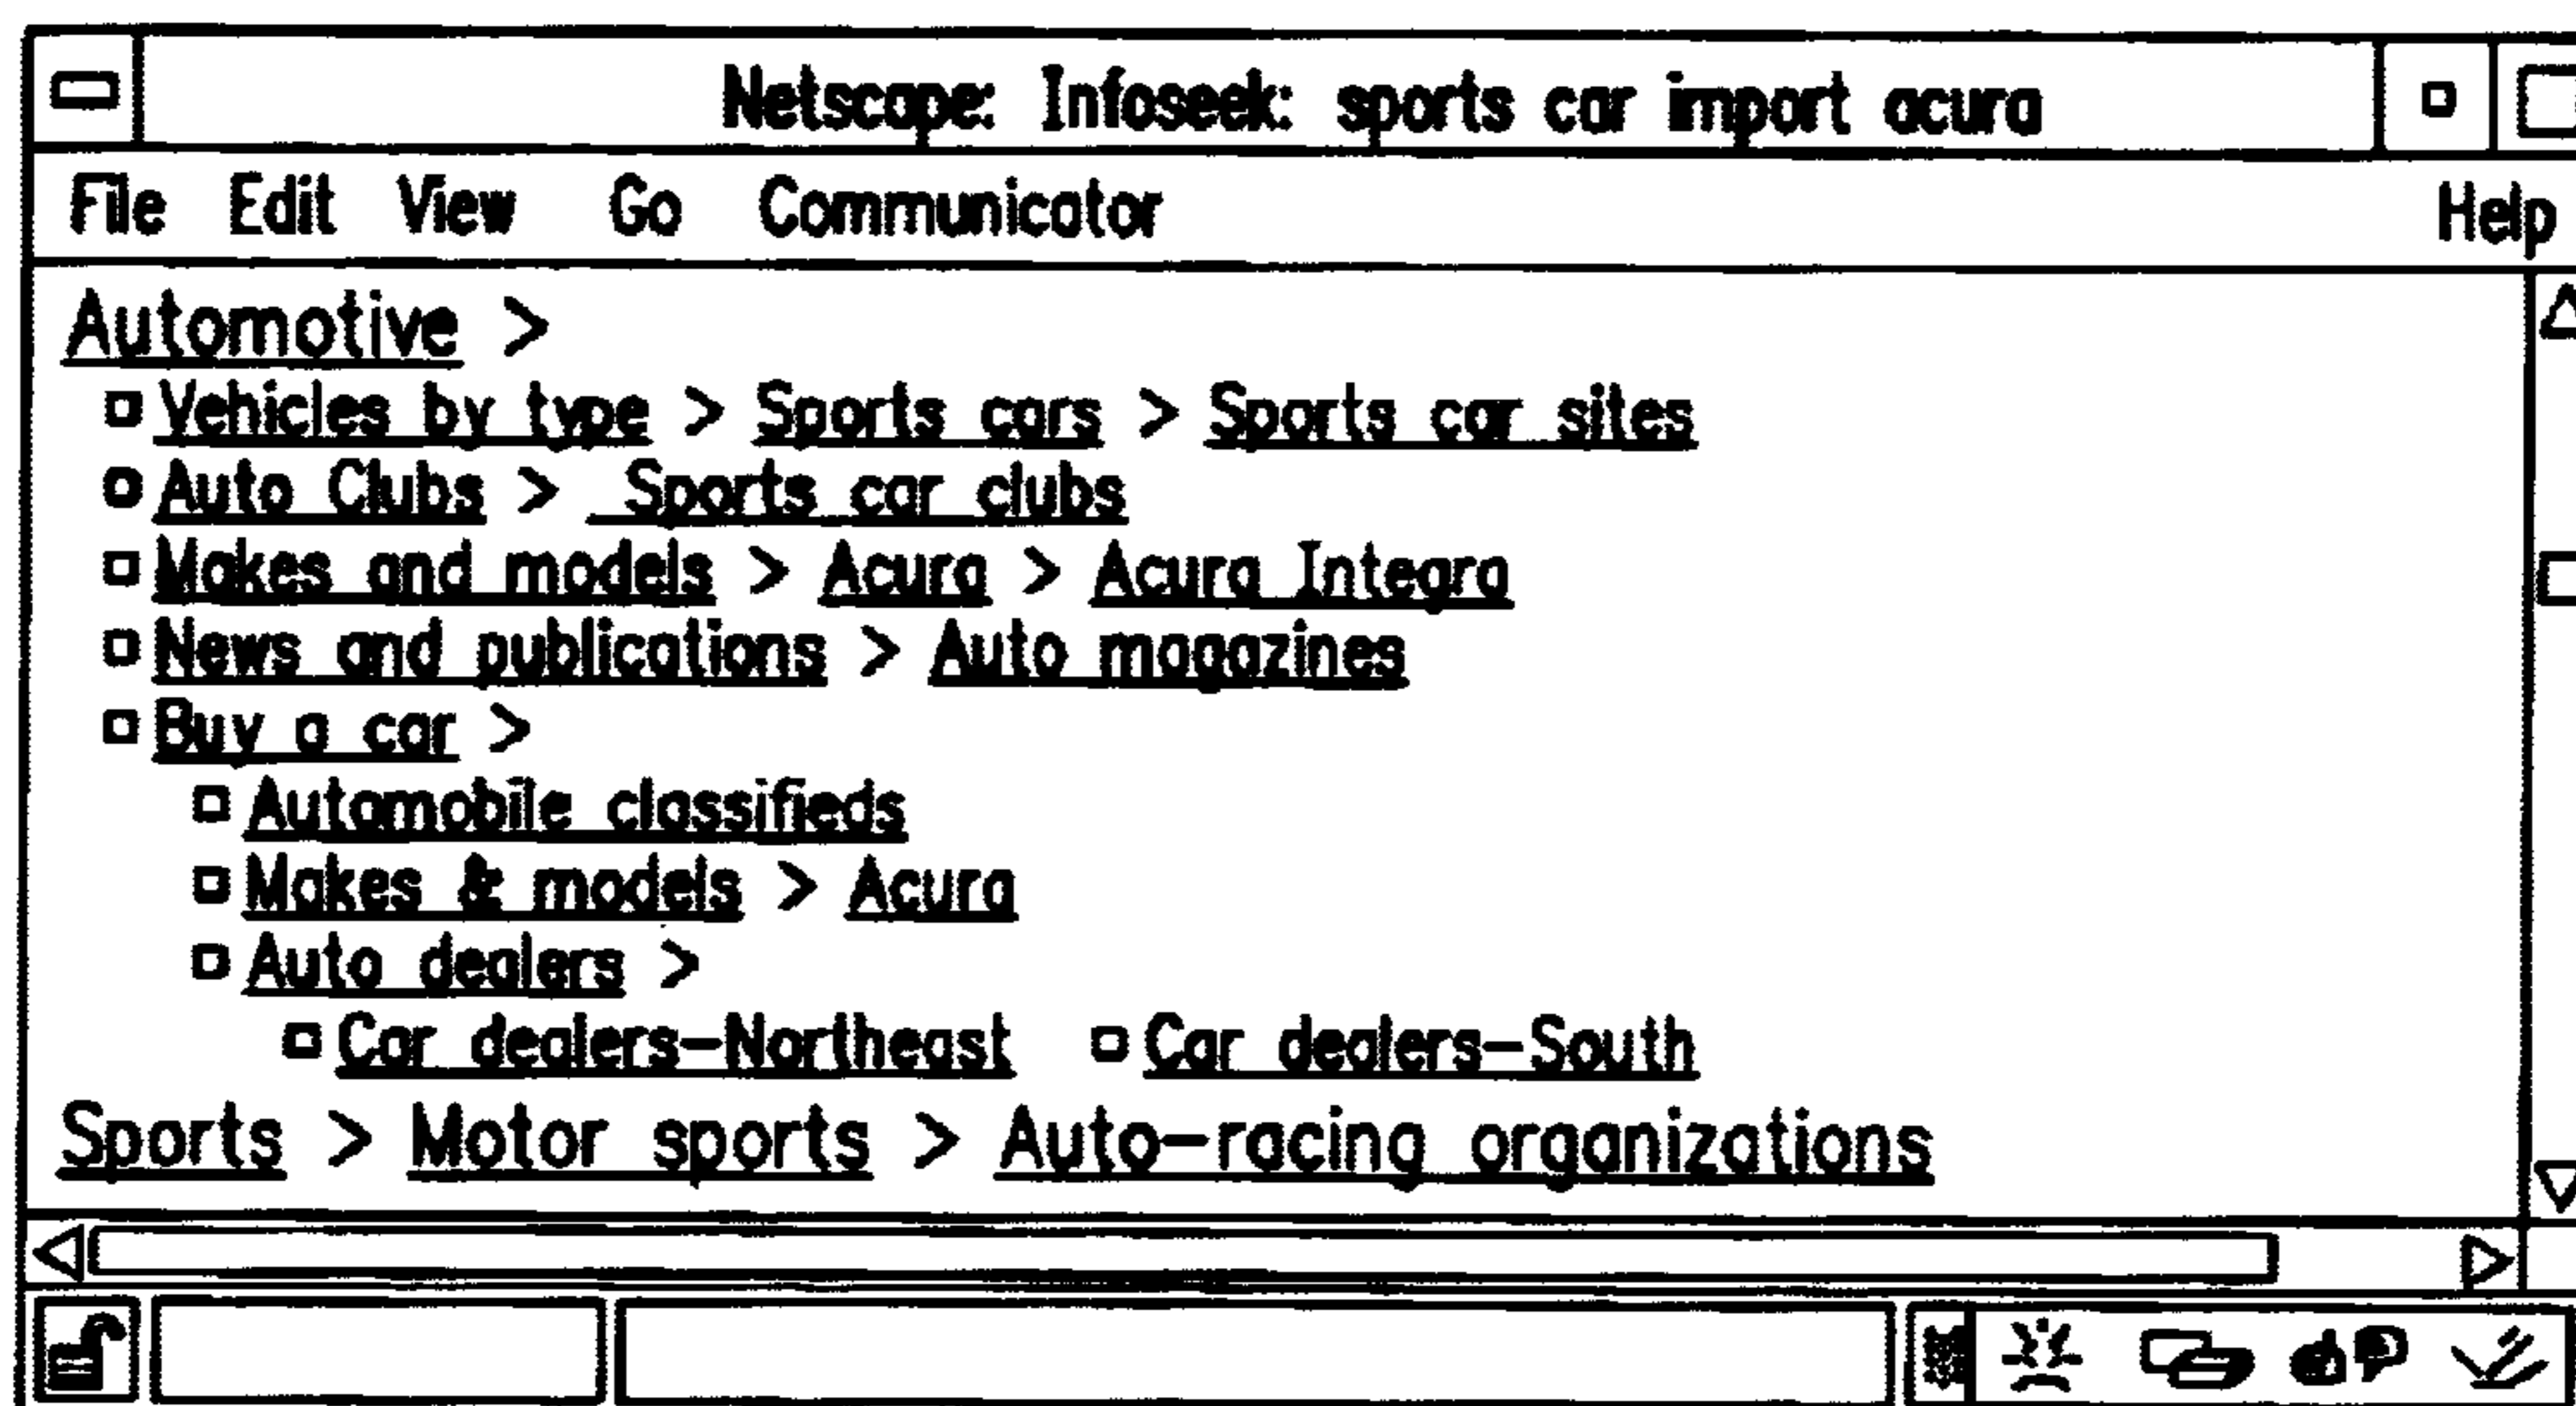 Netscape: Infoseek: sports car import acura
File Edit View Go Communicator Help
Automotive >
Vehicles by type > Sports cars > Sports car sites
Auto Clubs > Sports car clubs
Makes and models > Acura > Acura Integra
News and publications > Auto magazines
Buy a car >
Automobile classifieds
Makes & models > Acura
Auto dealers >
Car dealers-Northeast Car dealers-South
Sports > Motor sports > Auto-racing organizations